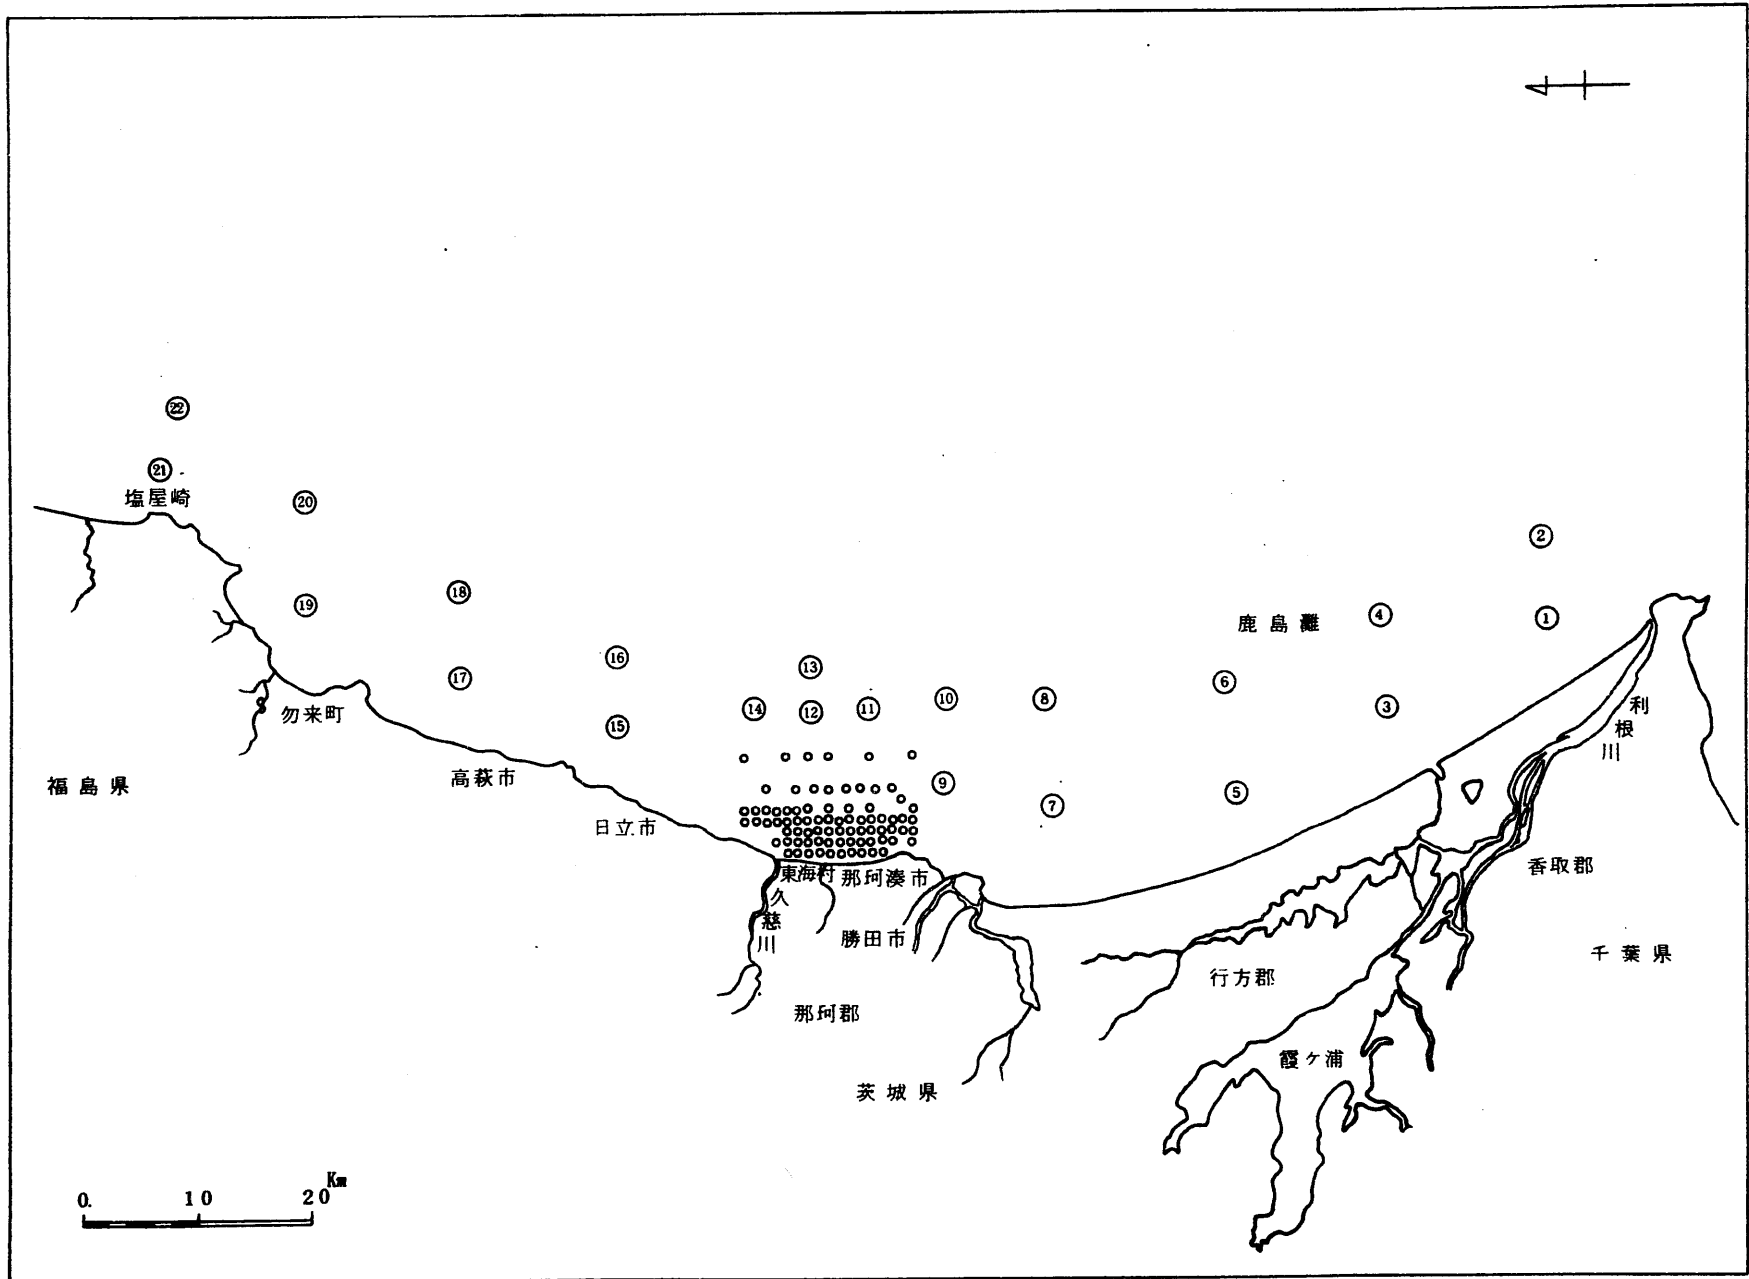 ㉒
㉑
塩屋崎
⑳
②
⑲
⑱
鹿島灘
④
①
⑯
⑬
⑰
⑥
⑭
⑫
⑪
⑩
⑧
③
利根川
勿来町
⑮
福島県
高萩市
⑨
⑦
⑤
日立市
東海村
那珂湊市
香取郡
久慈川
勝田市
千葉県
行方郡
那珂郡
霞ケ浦
茨城県
0 10 20 Km